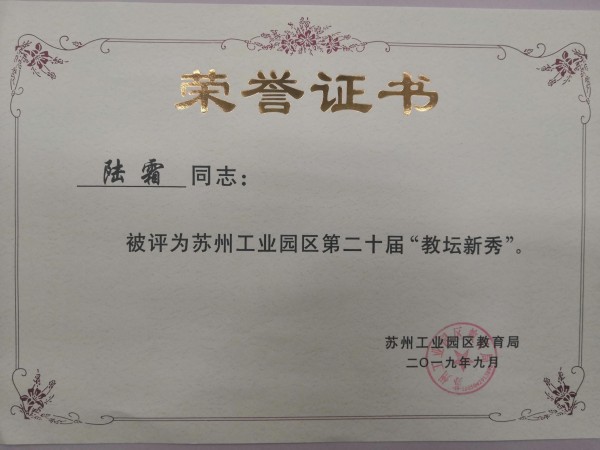 荣誉证书
陆霜 同志：
被评为苏州工业园区第二十届“教坛新秀”。
苏州工业园区教育局
二〇一九年九月